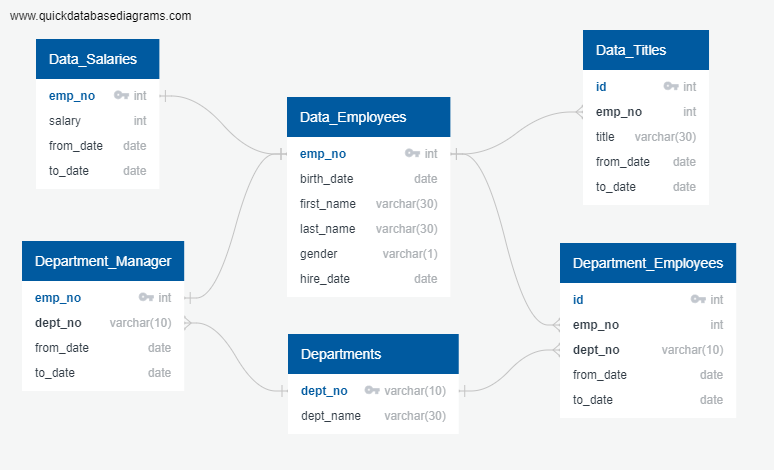 www.quickdatabasediagrams.com
Data_Salaries
emp_no int
salary int
from_date date
to_date date
Data_Employees
emp_no int
birth_date date
first_name varchar(30)
last_name varchar(30)
gender varchar(1)
hire_date date
Data_Titles
id int
emp_no int
title varchar(30)
from_date date
to_date date
Department_Manager
emp_no int
dept_no varchar(10)
from_date date
to_date date
Departments
dept_no varchar(10)
dept_name varchar(30)
Department_Employees
id int
emp_no int
dept_no varchar(10)
from_date date
to_date date